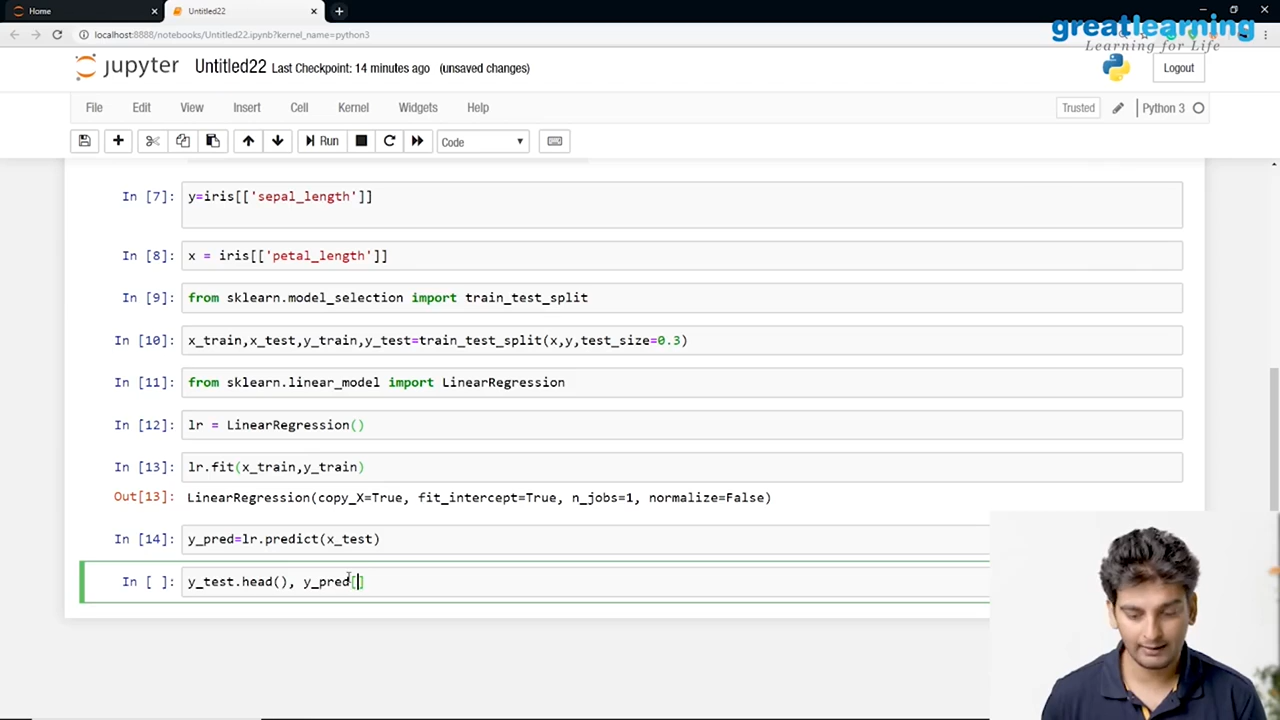 Home
Untitled22
localhost:8888/notebooks/Untitled22.ipynb?kernel_name=python3
greatlearning
Learning for Life
jupyter Untitled22 Last Checkpoint: 14 minutes ago (unsaved changes)
Logout
File Edit View Insert Cell Kernel Widgets Help
Trusted Python 3
Run Code
In [7]: y=iris[['sepal_length']]
In [8]: x = iris[['petal_length']]
In [9]: from sklearn.model_selection import train_test_split
In [10]: x_train,x_test,y_train,y_test=train_test_split(x,y,test_size=0.3)
In [11]: from sklearn.linear_model import LinearRegression
In [12]: lr = LinearRegression()
In [13]: lr.fit(x_train,y_train)
Out[13]: LinearRegression(copy_X=True, fit_intercept=True, n_jobs=1, normalize=False)
In [14]: y_pred=lr.predict(x_test)
In [ ]: y_test.head(), y_pred[]